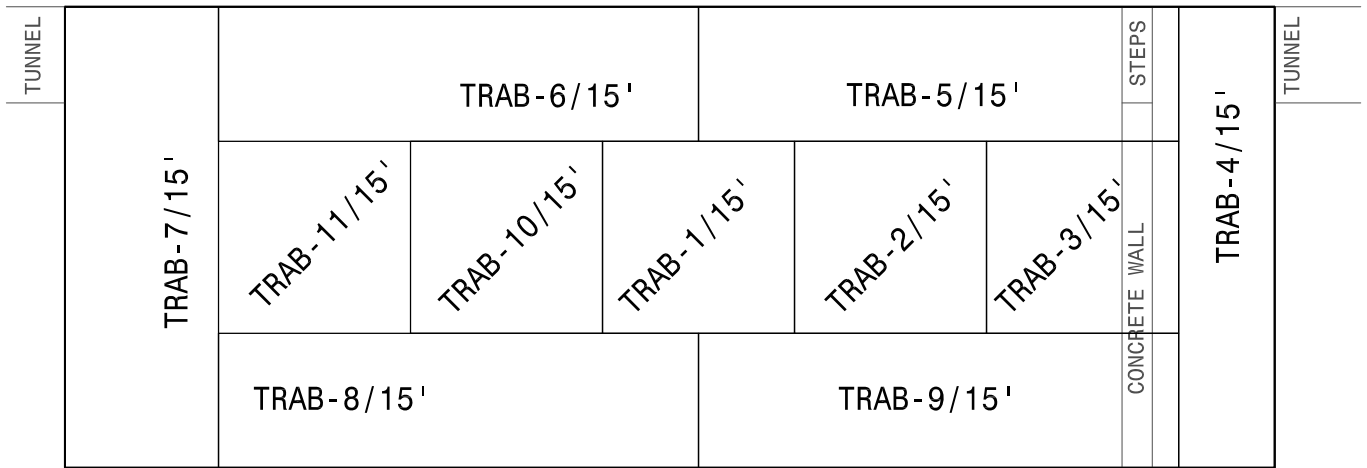 TUNNEL
TRAB-6/15'
TRAB-5/15'
STEPS
TUNNEL
TRAB-7/15'
TRAB-11/15'
TRAB-10/15'
TRAB-1/15'
TRAB-2/15'
TRAB-3/15'
CONCRETE WALL
TRAB-4/15'
TRAB-8/15'
TRAB-9/15'